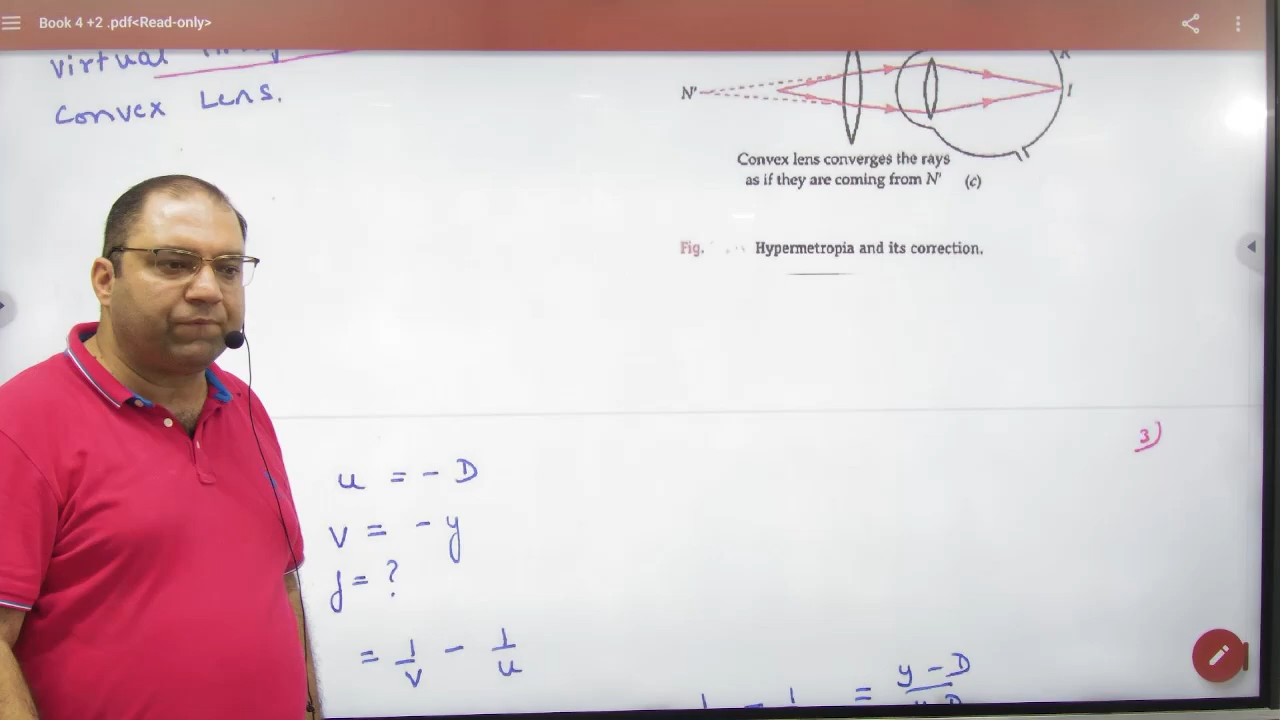 Book 4 +2 .pdf<Read-only>
virtual
Convex Lens.
N'
I
Convex lens converges the rays
as if they are coming from N' (c)
Fig. Hypermetropia and its correction.
3)
u = - D
v = - y
f = ?
= 1/v - 1/u
= y - D